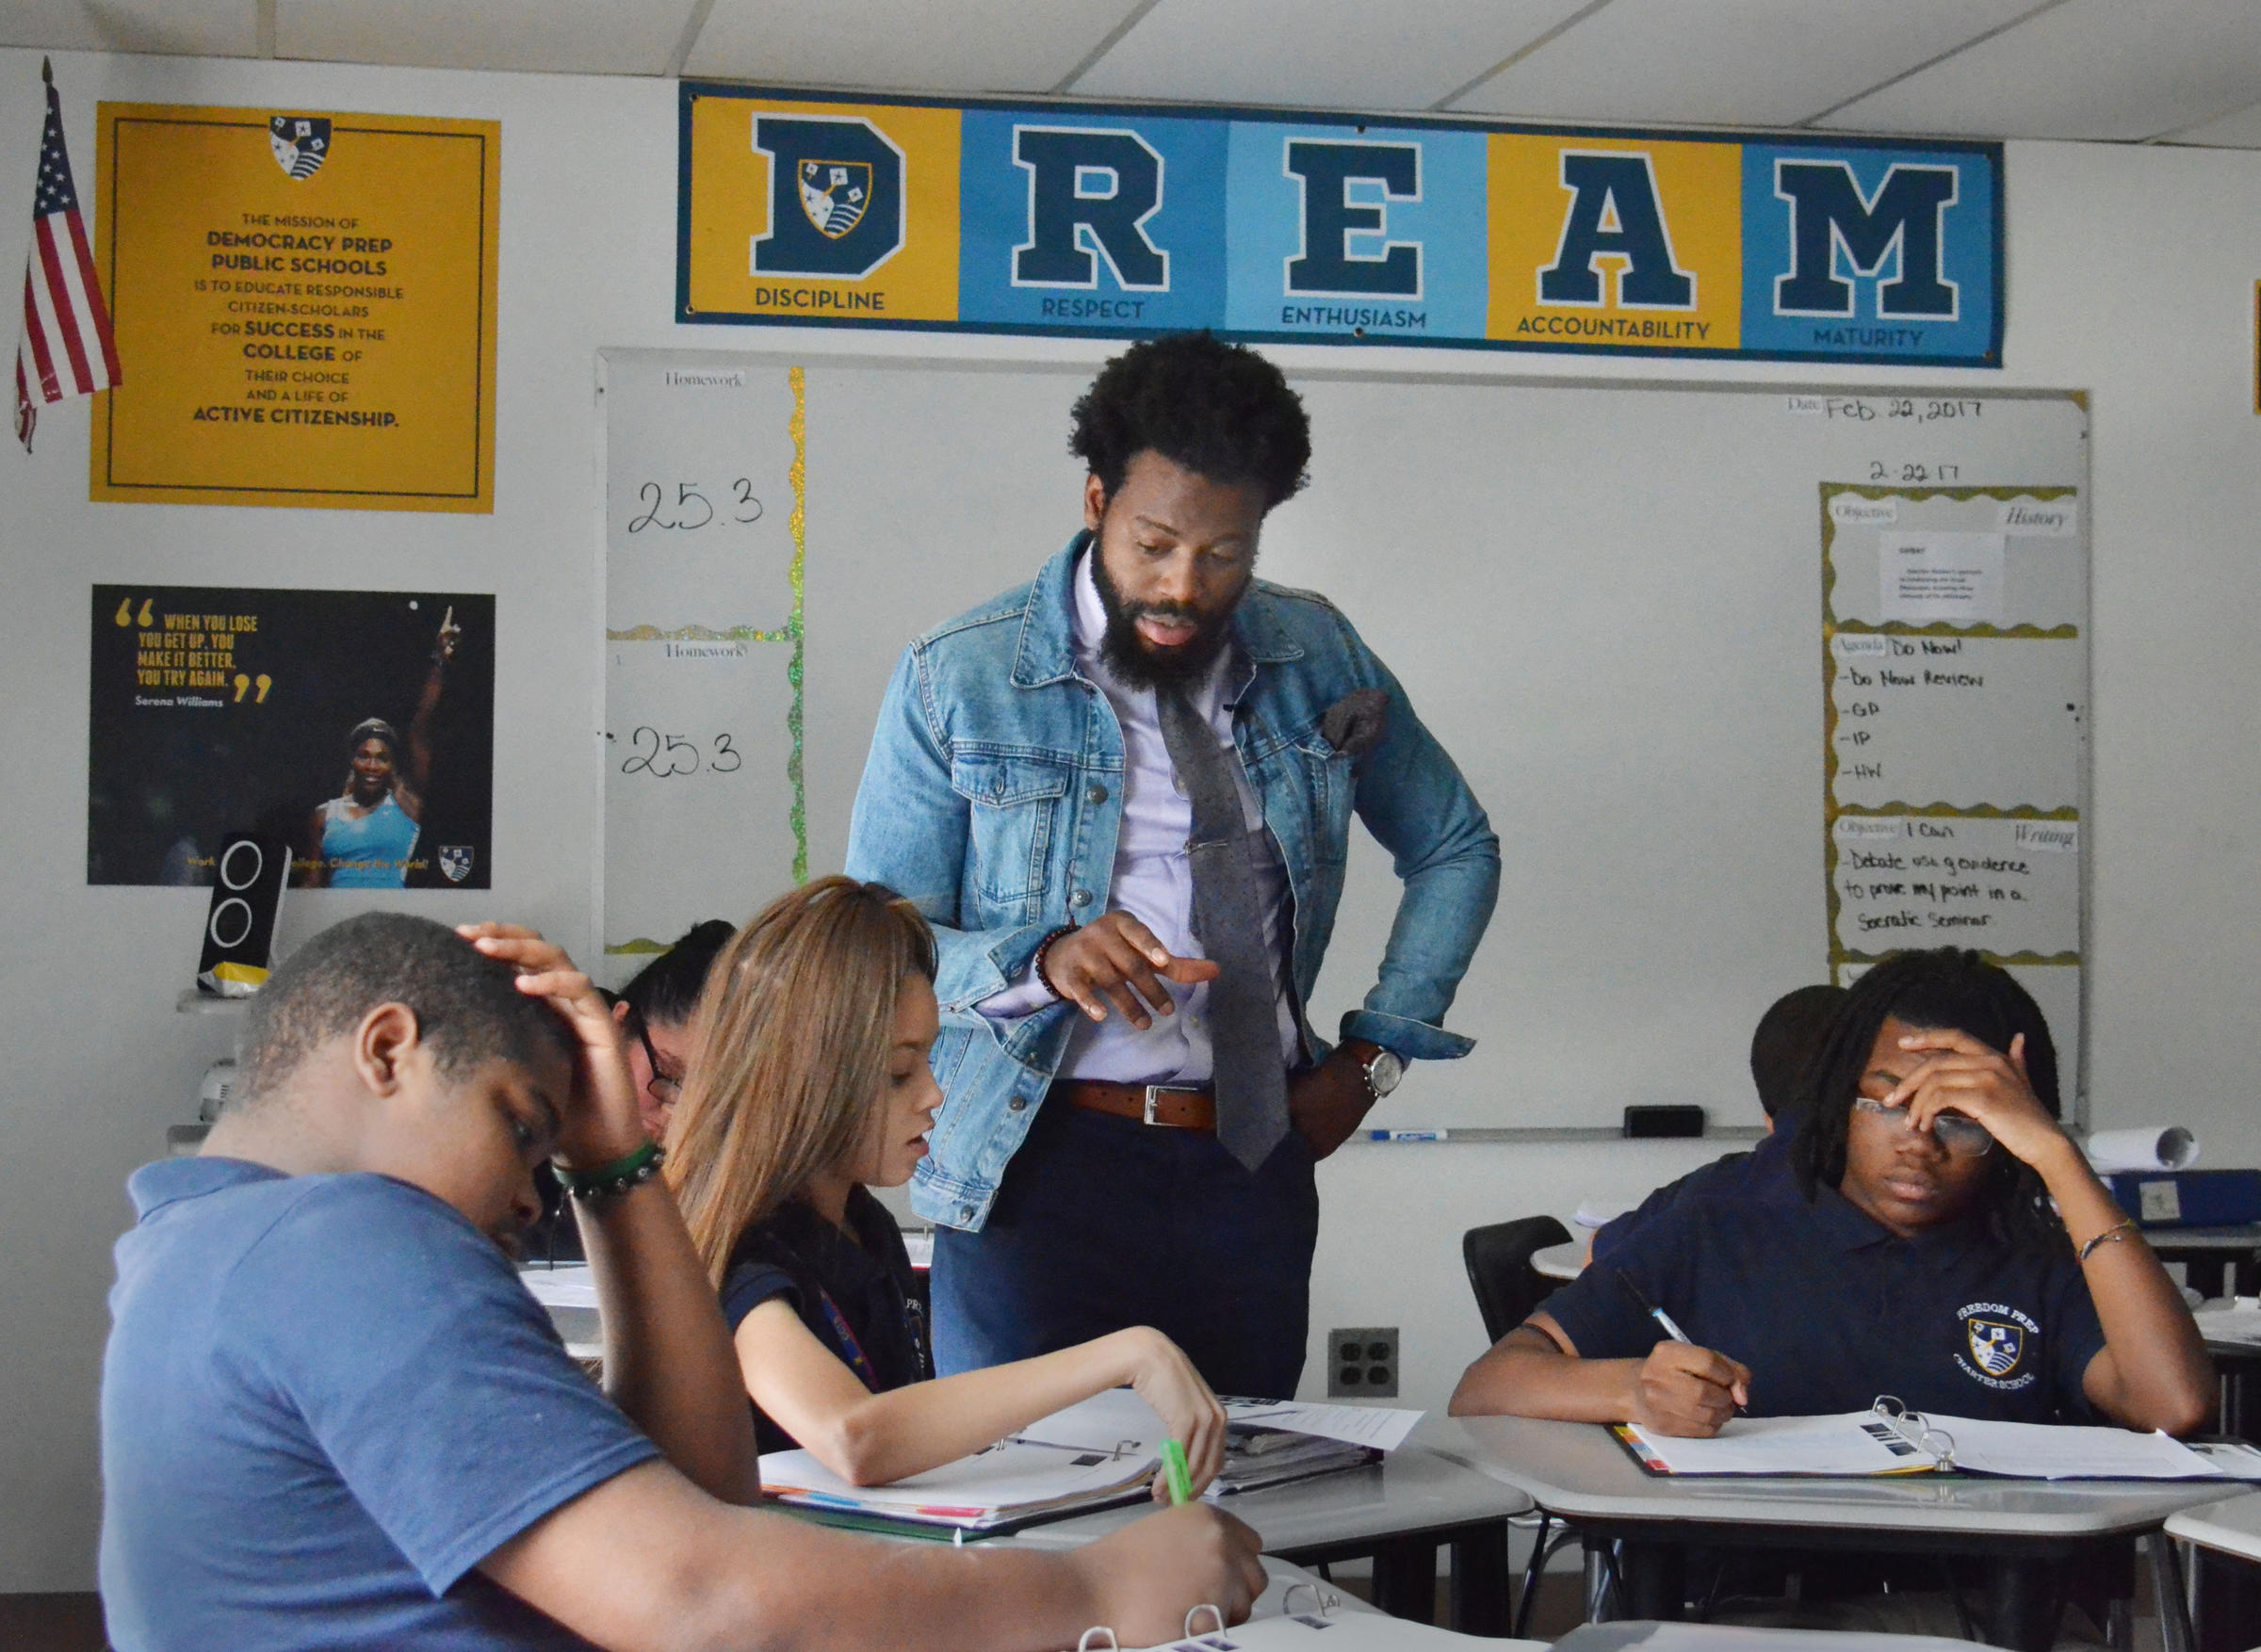 THE MISSION OF
DEMOCRACY PREP
PUBLIC SCHOOLS
IS TO EDUCATE RESPONSIBLE
CITIZEN-SCHOLARS
FOR SUCCESS IN THE
COLLEGE OF
THEIR CHOICE
AND A LIFE OF
ACTIVE CITIZENSHIP.
D R E A M
DISCIPLINE RESPECT ENTHUSIASM ACCOUNTABILITY MATURITY
“ WHEN YOU LOSE
YOU GET UP. YOU
MAKE IT BETTER.
YOU TRY AGAIN. ”
Serena Williams
Work
Change the World!
Homework
25.3
Homework
25.3
Date Feb 22, 2017
2-22 17
Objective History
Agenda Do Now!
-Do Now Review
-GP
-IP
-HW
Objective I Can Writing
-Debate evidence
to prove my point in a
Socratic Seminar.
FREEDOM PREP
CHARTER SCHOOL